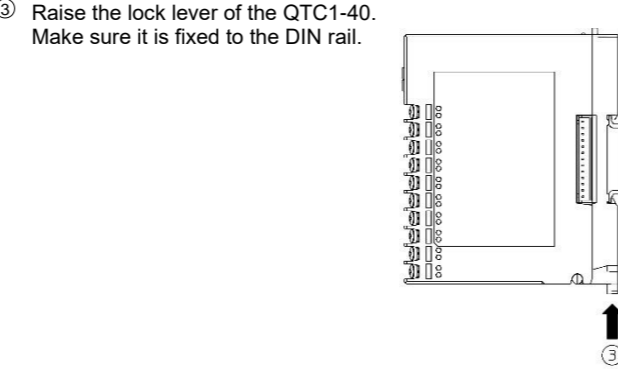 ③ Raise the lock lever of the QTC1-40.
Make sure it is fixed to the DIN rail.
③